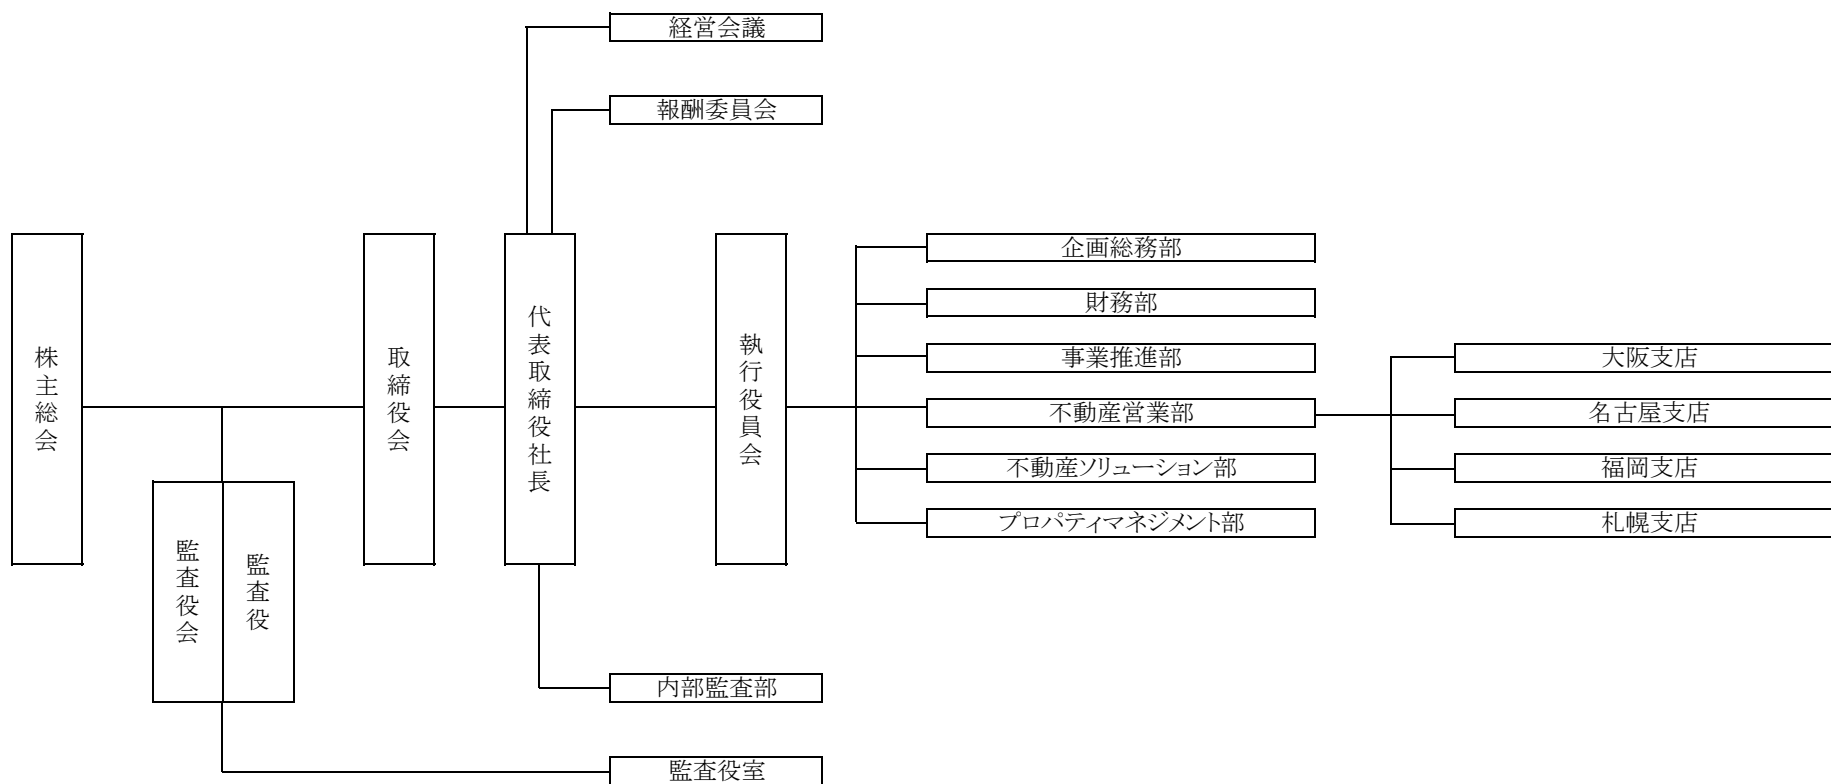 経営会議
報酬委員会
株主総会
監査役会
監査役
取締役会
代表取締役社長
執行役員会
企画総務部
財務部
事業推進部
不動産営業部
不動産ソリューション部
プロパティマネジメント部
大阪支店
名古屋支店
福岡支店
札幌支店
内部監査部
監査役室